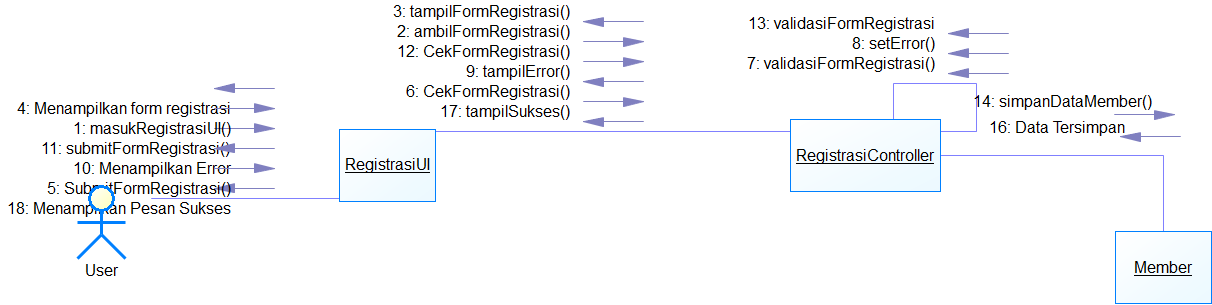 3: tampilFormRegistrasi()
2: ambilFormRegistrasi()
12: CekFormRegistrasi()
9: tampilError()
6: CekFormRegistrasi()
17: tampilSukses()
13: validasiFormRegistrasi
8: setError()
7: validasiFormRegistrasi()
4: Menampilkan form registrasi
1: masukRegistrasiUI()
11: submitFormRegistrasi()
10: Menampilkan Error
5: SubmitFormRegistrasi()
18: Menampilkan Pesan Sukses
14: simpanDataMember()
16: Data Tersimpan
RegistrasiUI
RegistrasiController
Member
User